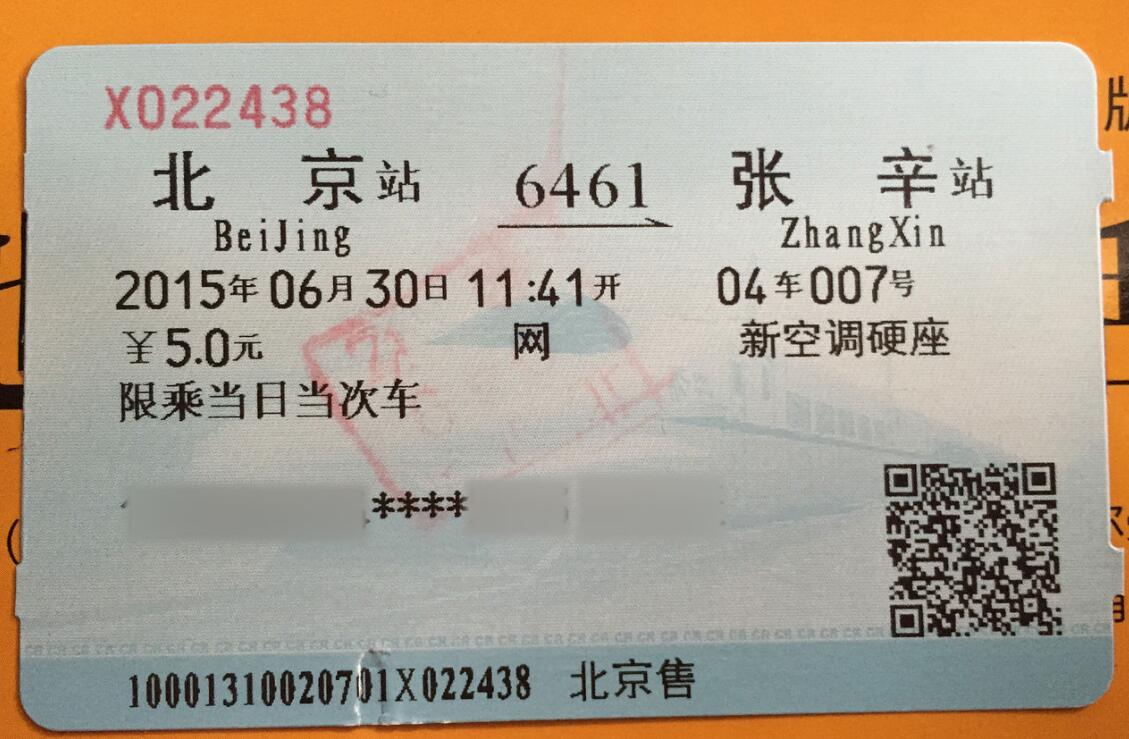 X022438
北京站 6461 张辛站
BeiJing ZhangXin
2015年06月30日 11:41开 04车007号
￥5.0元 网 新空调硬座
限乘当日当次车
****
10001310020701X022438 北京售
版